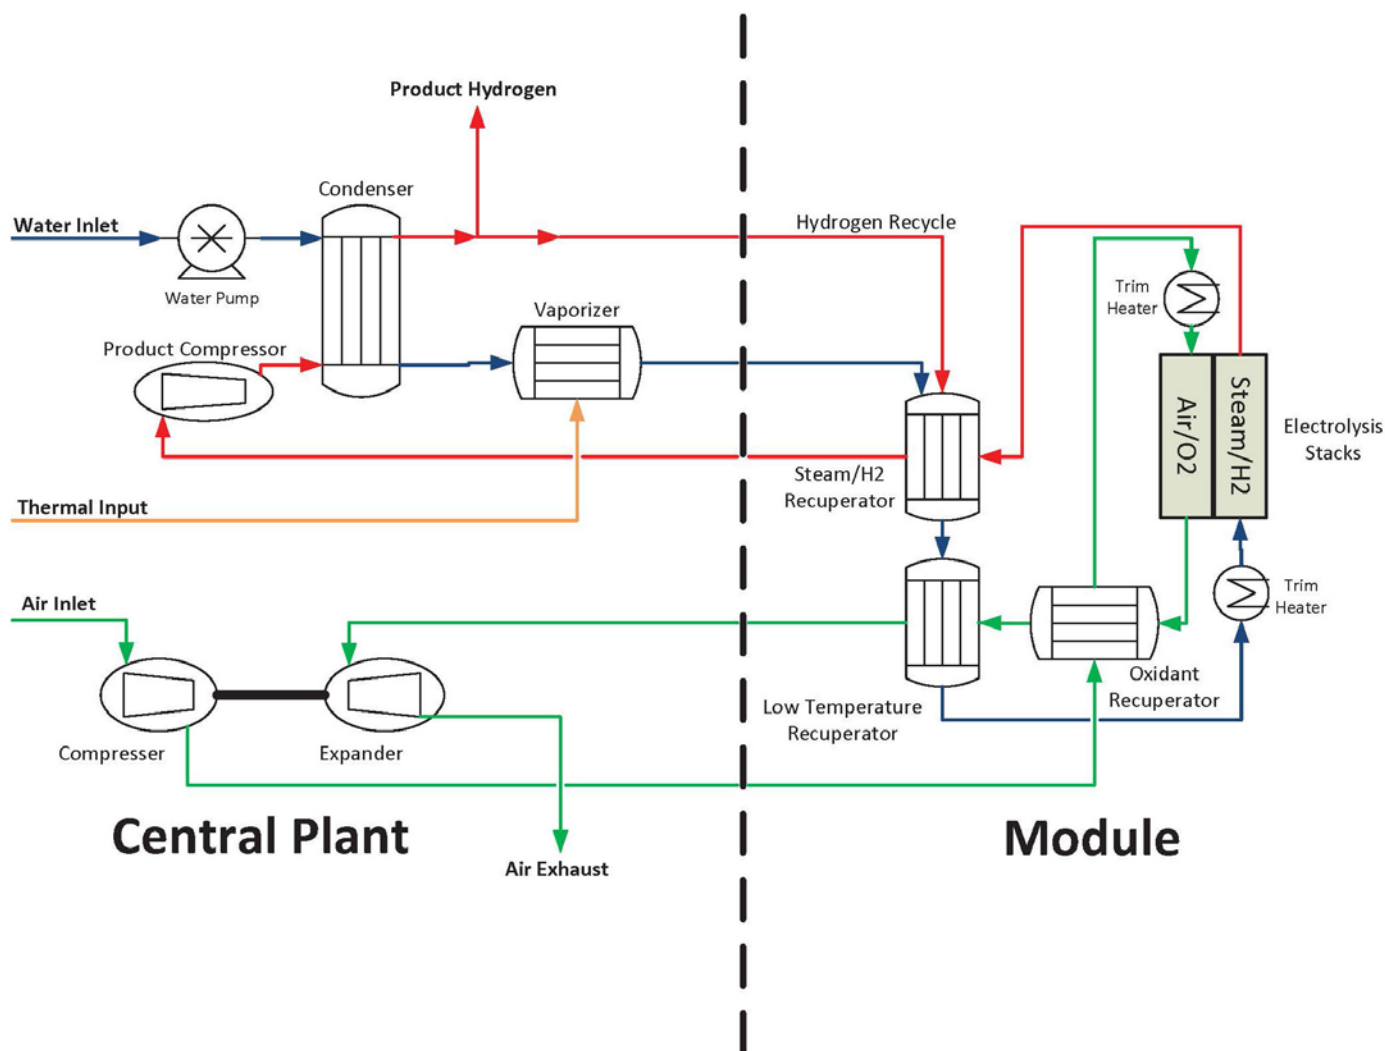 Product Hydrogen
Condenser
Water Inlet
Hydrogen Recycle
Water Pump
Trim
Heater
Vaporizer
Product Compressor
Air/O2
Steam/H2
Electrolysis
Stacks
Steam/H2
Recuperator
Thermal Input
Air Inlet
Trim
Heater
Oxidant
Recuperator
Low Temperature
Recuperator
Compresser
Expander
Central Plant
Module
Air Exhaust